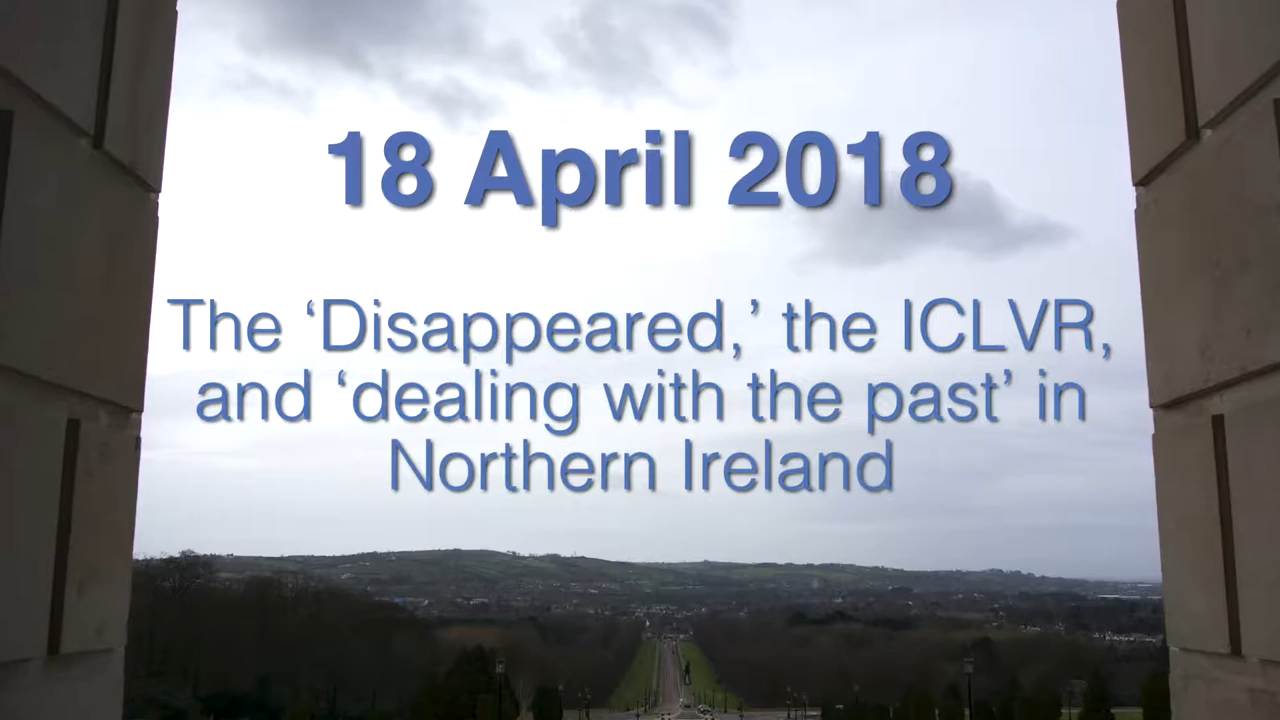 18 April 2018
The ‘Disappeared,’ the ICLVR,
and ‘dealing with the past’ in
Northern Ireland